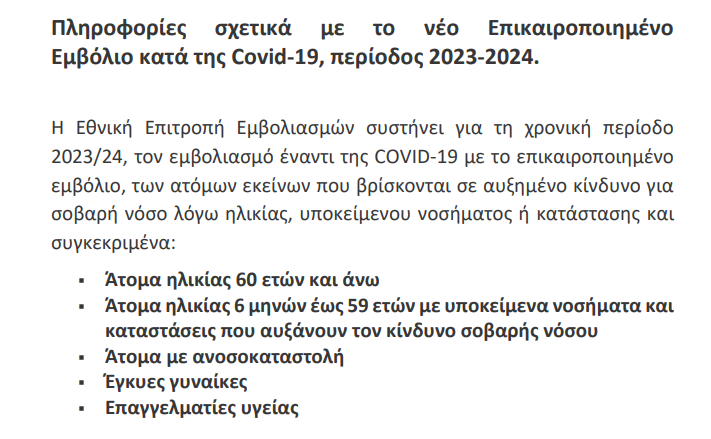 Πληροφορίες σχετικά με το νέο Επικαιροποιημένο
Εμβόλιο κατά της Covid-19, περίοδος 2023-2024.
Η Εθνική Επιτροπή Εμβολιασμών συστήνει για τη χρονική περίοδο
2023/24, τον εμβολιασμό έναντι της COVID-19 με το επικαιροποιημένο
εμβόλιο, των ατόμων εκείνων που βρίσκονται σε αυξημένο κίνδυνο για
σοβαρή νόσο λόγω ηλικίας, υποκείμενου νοσήματος ή κατάστασης και
συγκεκριμένα:
▪ Άτομα ηλικίας 60 ετών και άνω
▪ Άτομα ηλικίας 6 μηνών έως 59 ετών με υποκείμενα νοσήματα και
καταστάσεις που αυξάνουν τον κίνδυνο σοβαρής νόσου
▪ Άτομα με ανοσοκαταστολή
▪ Έγκυες γυναίκες
▪ Επαγγελματίες υγείας